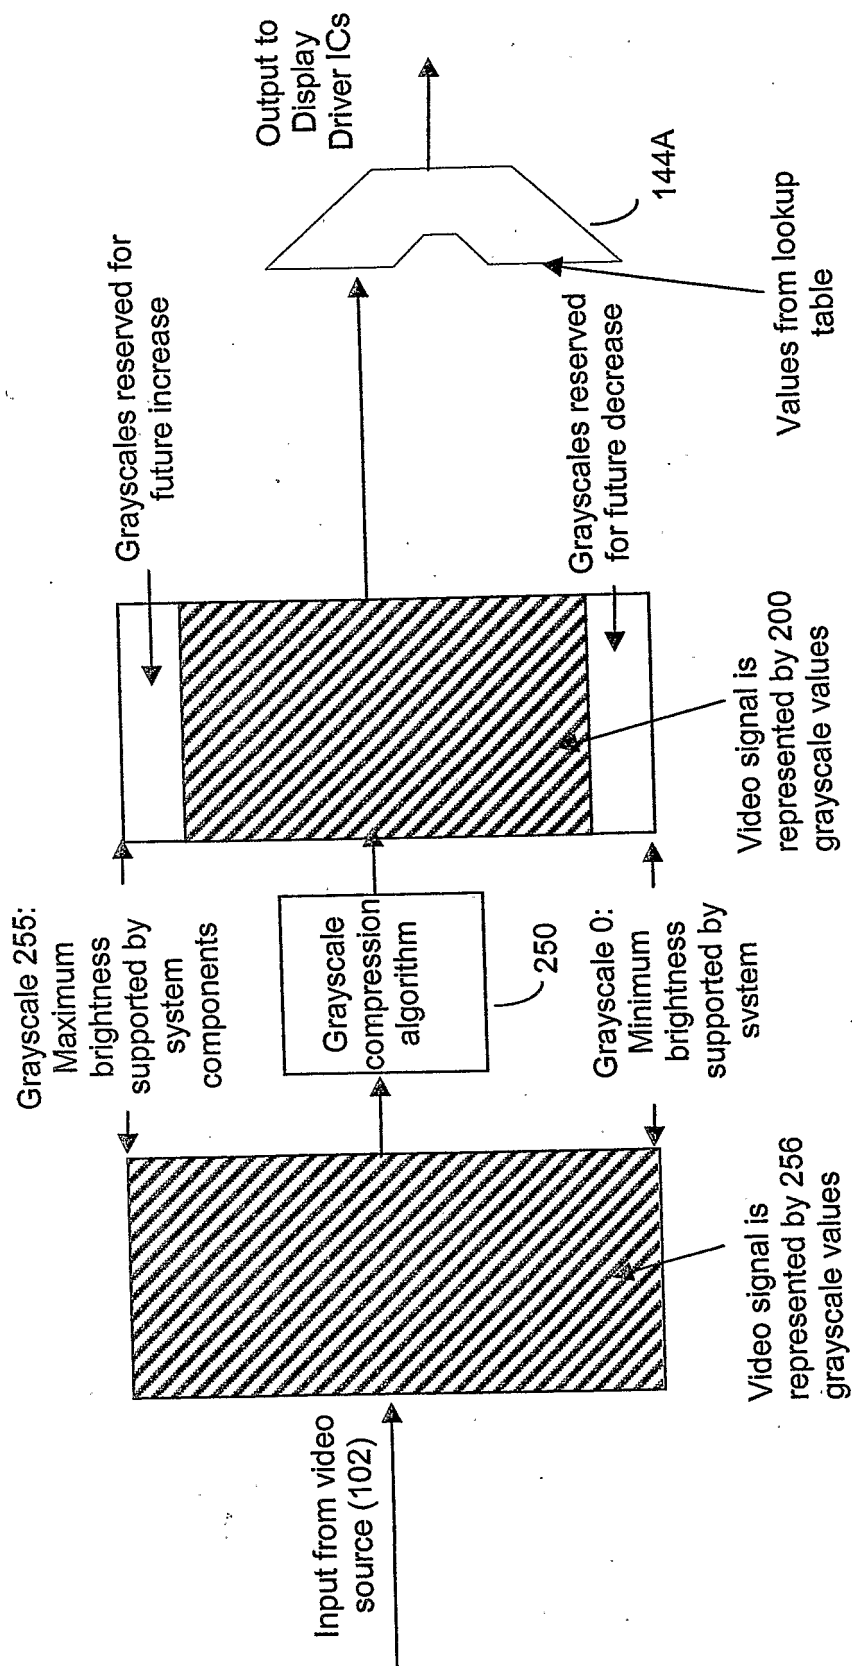 Input from video
source (102)
Video signal is
represented by 256
grayscale values
Grayscale 255:
Maximum
brightness
supported by
system
components
Grayscale
compression
algorithm
250
Grayscale 0:
Minimum
brightness
supported by
system
Video signal is
represented by 200
grayscale values
Grayscales reserved for
future increase
Grayscales reserved
for future decrease
Values from lookup
table
144A
Output to
Display
Driver ICs